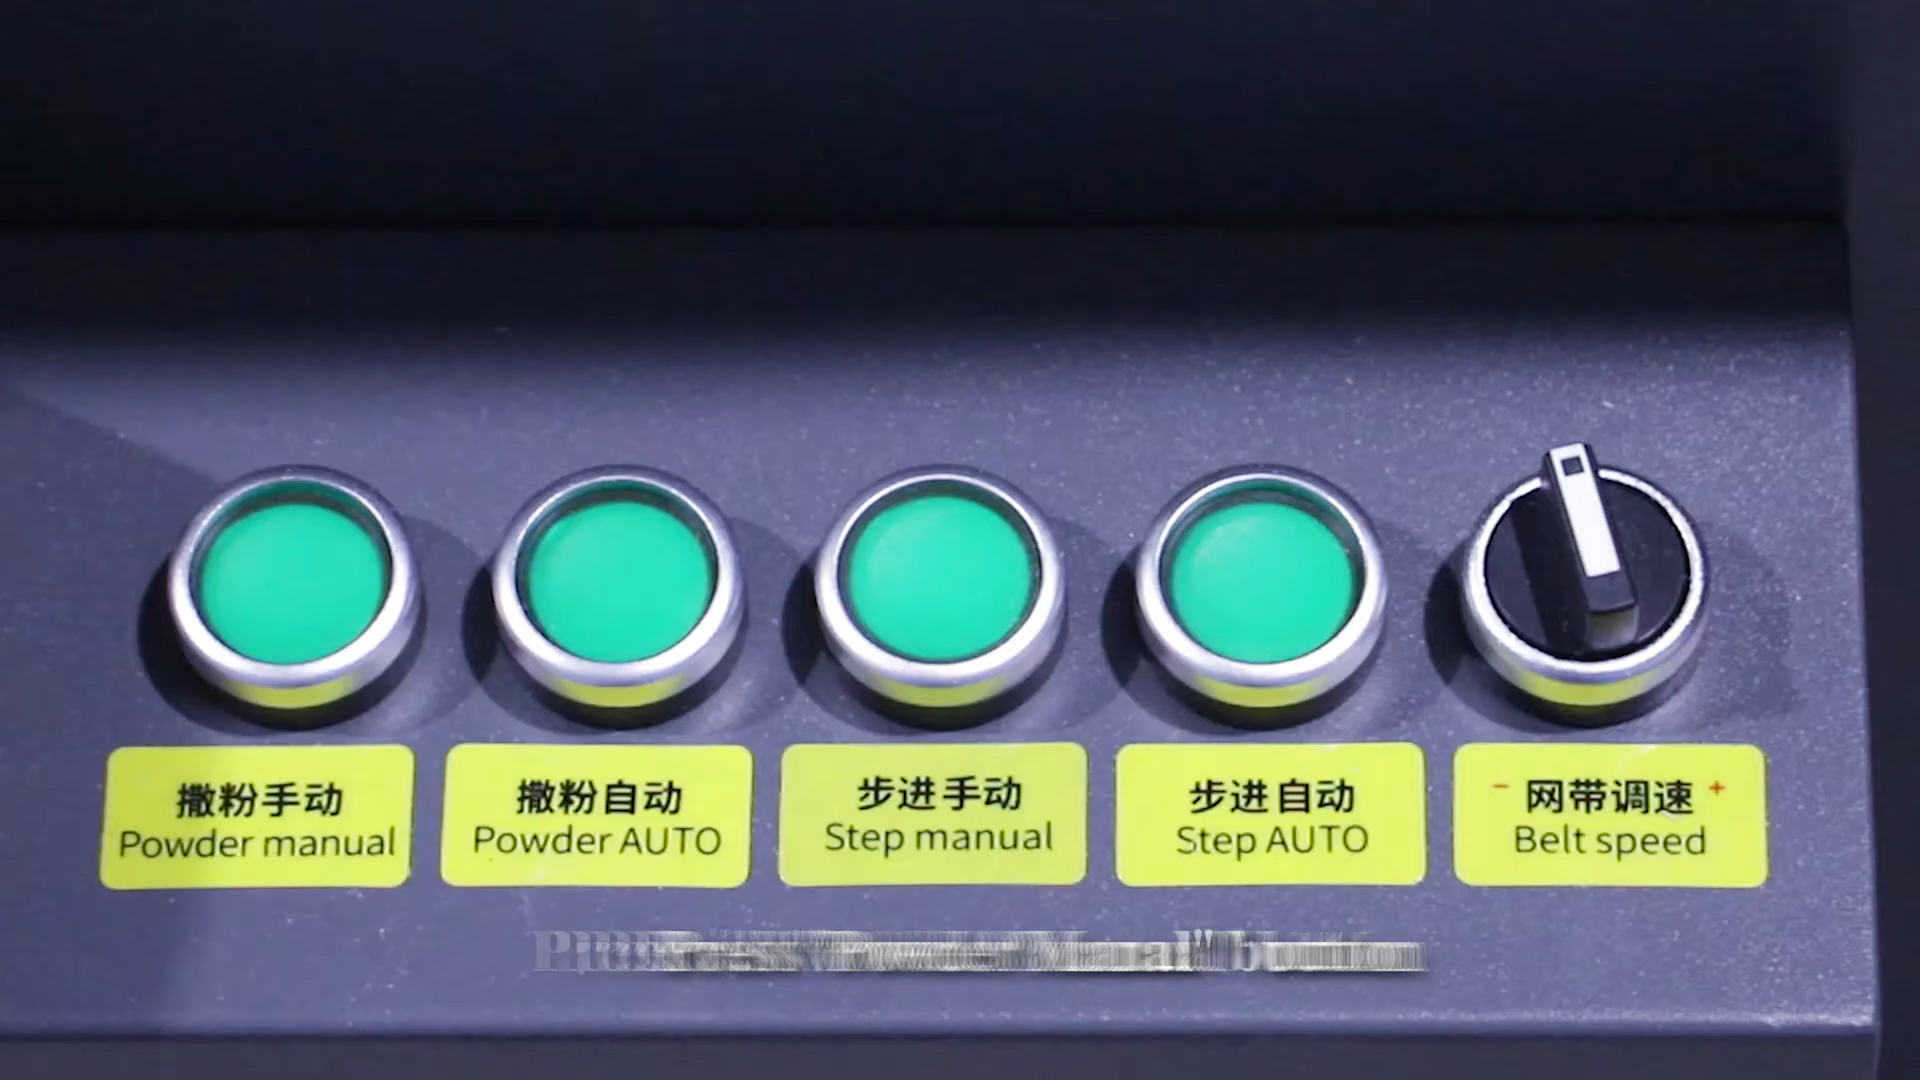 撒粉手动
Powder manual
撒粉自动
Powder AUTO
步进手动
Step manual
步进自动
Step AUTO
- 网带调速 +
Belt speed
button